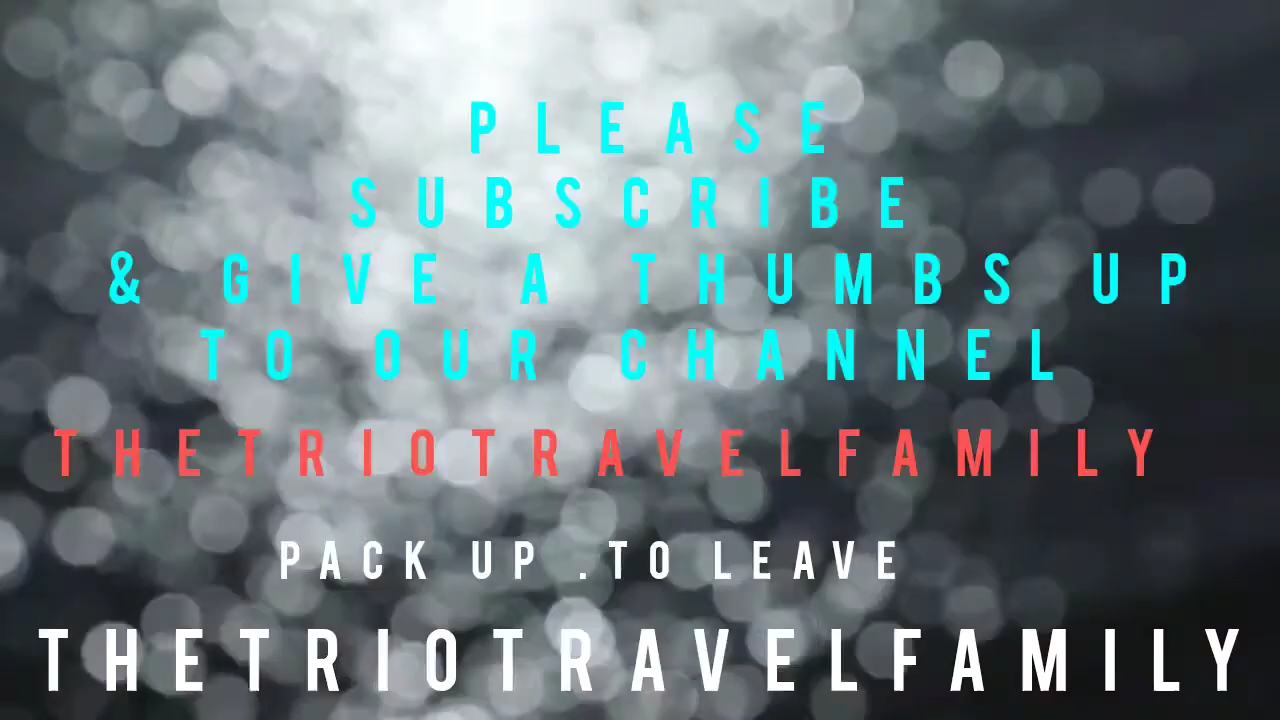 PLEASE
SUBSCRIBE
& GIVE A THUMBS UP
TO OUR CHANNEL
THETRIOTRAVELFAMILY
PACK UP .TO LEAVE
THETRIOTRAVELFAMILY